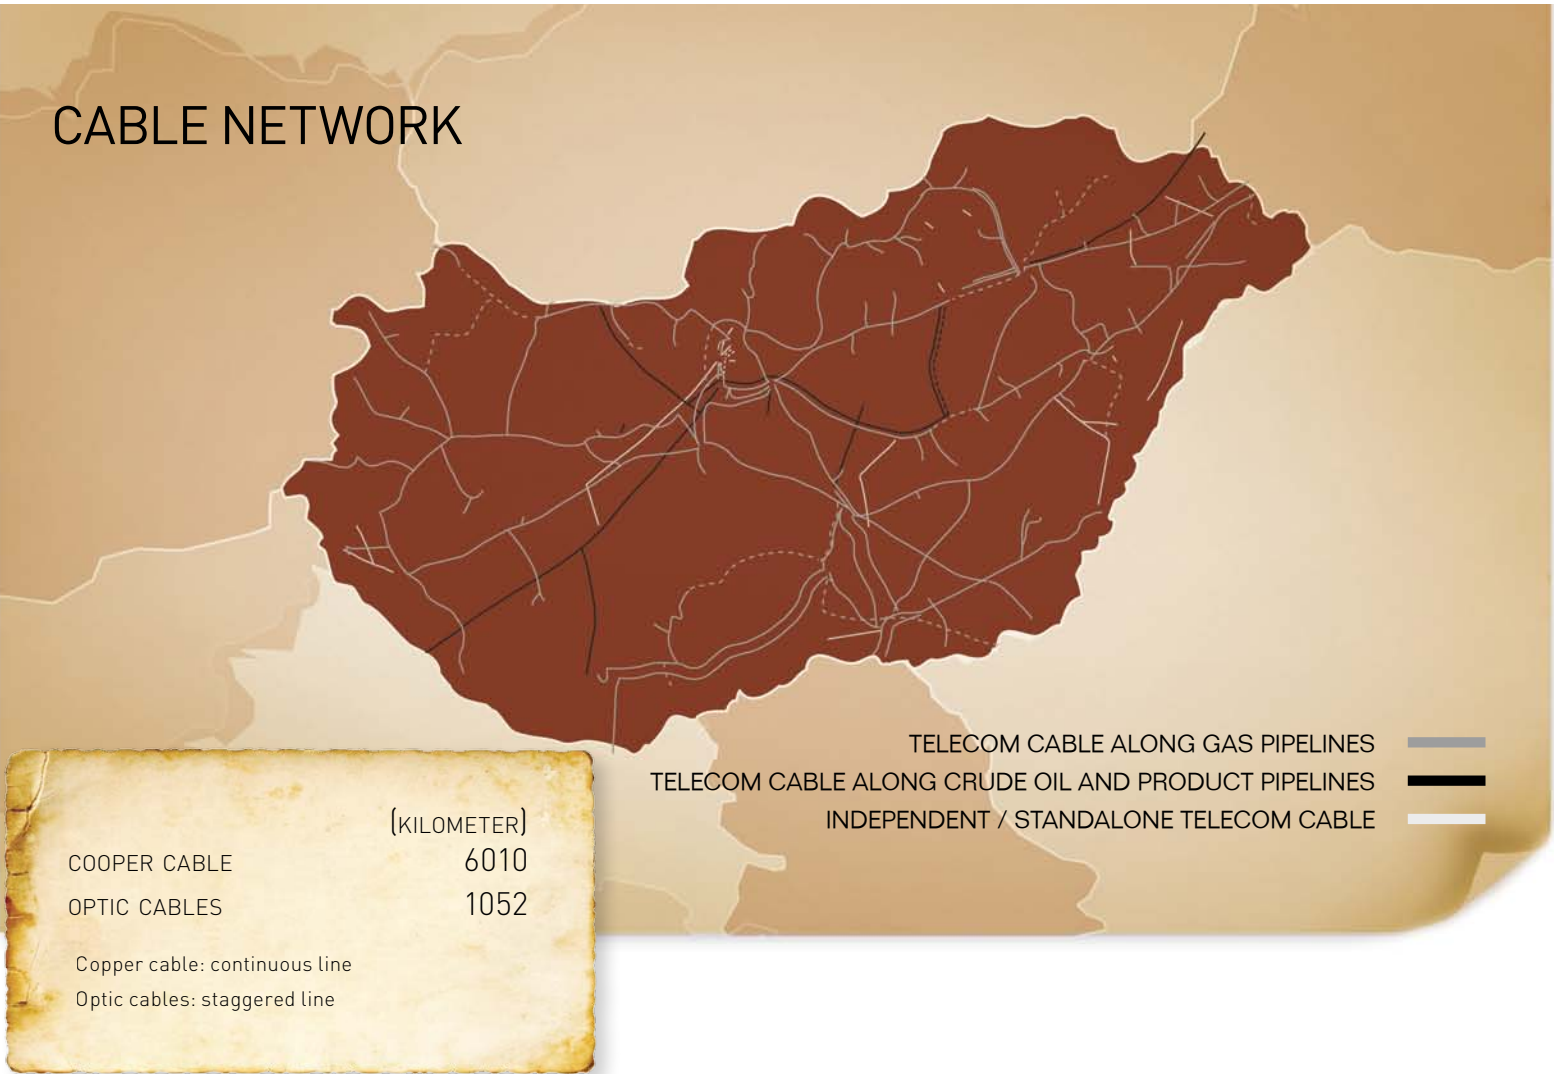 CABLE NETWORK
TELECOM CABLE ALONG GAS PIPELINES
TELECOM CABLE ALONG CRUDE OIL AND PRODUCT PIPELINES
INDEPENDENT / STANDALONE TELECOM CABLE
(KILOMETER)
COOPER CABLE 6010
OPTIC CABLES 1052
Copper cable: continuous line
Optic cables: staggered line